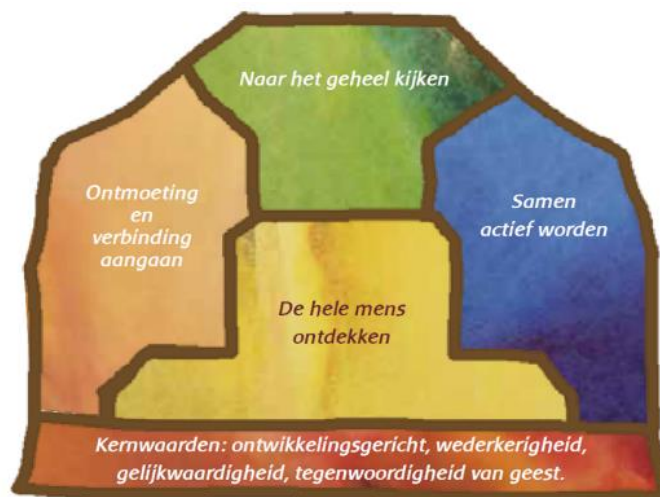 Naar het geheel kijken
Ontmoeting
en
verbinding
aangaan
Samen
actief worden
De hele mens
ontdekken
Kernwaarden: ontwikkelingsgericht, wederkerigheid,
gelijkwaardigheid, tegenwoordigheid van geest.